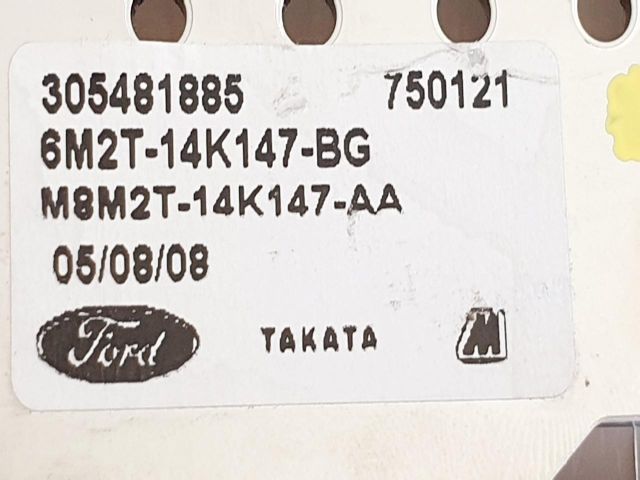 305481885 750121
6M2T-14K147-BG
M8M2T-14K147-AA
05/08/08
Ford TAKATA M